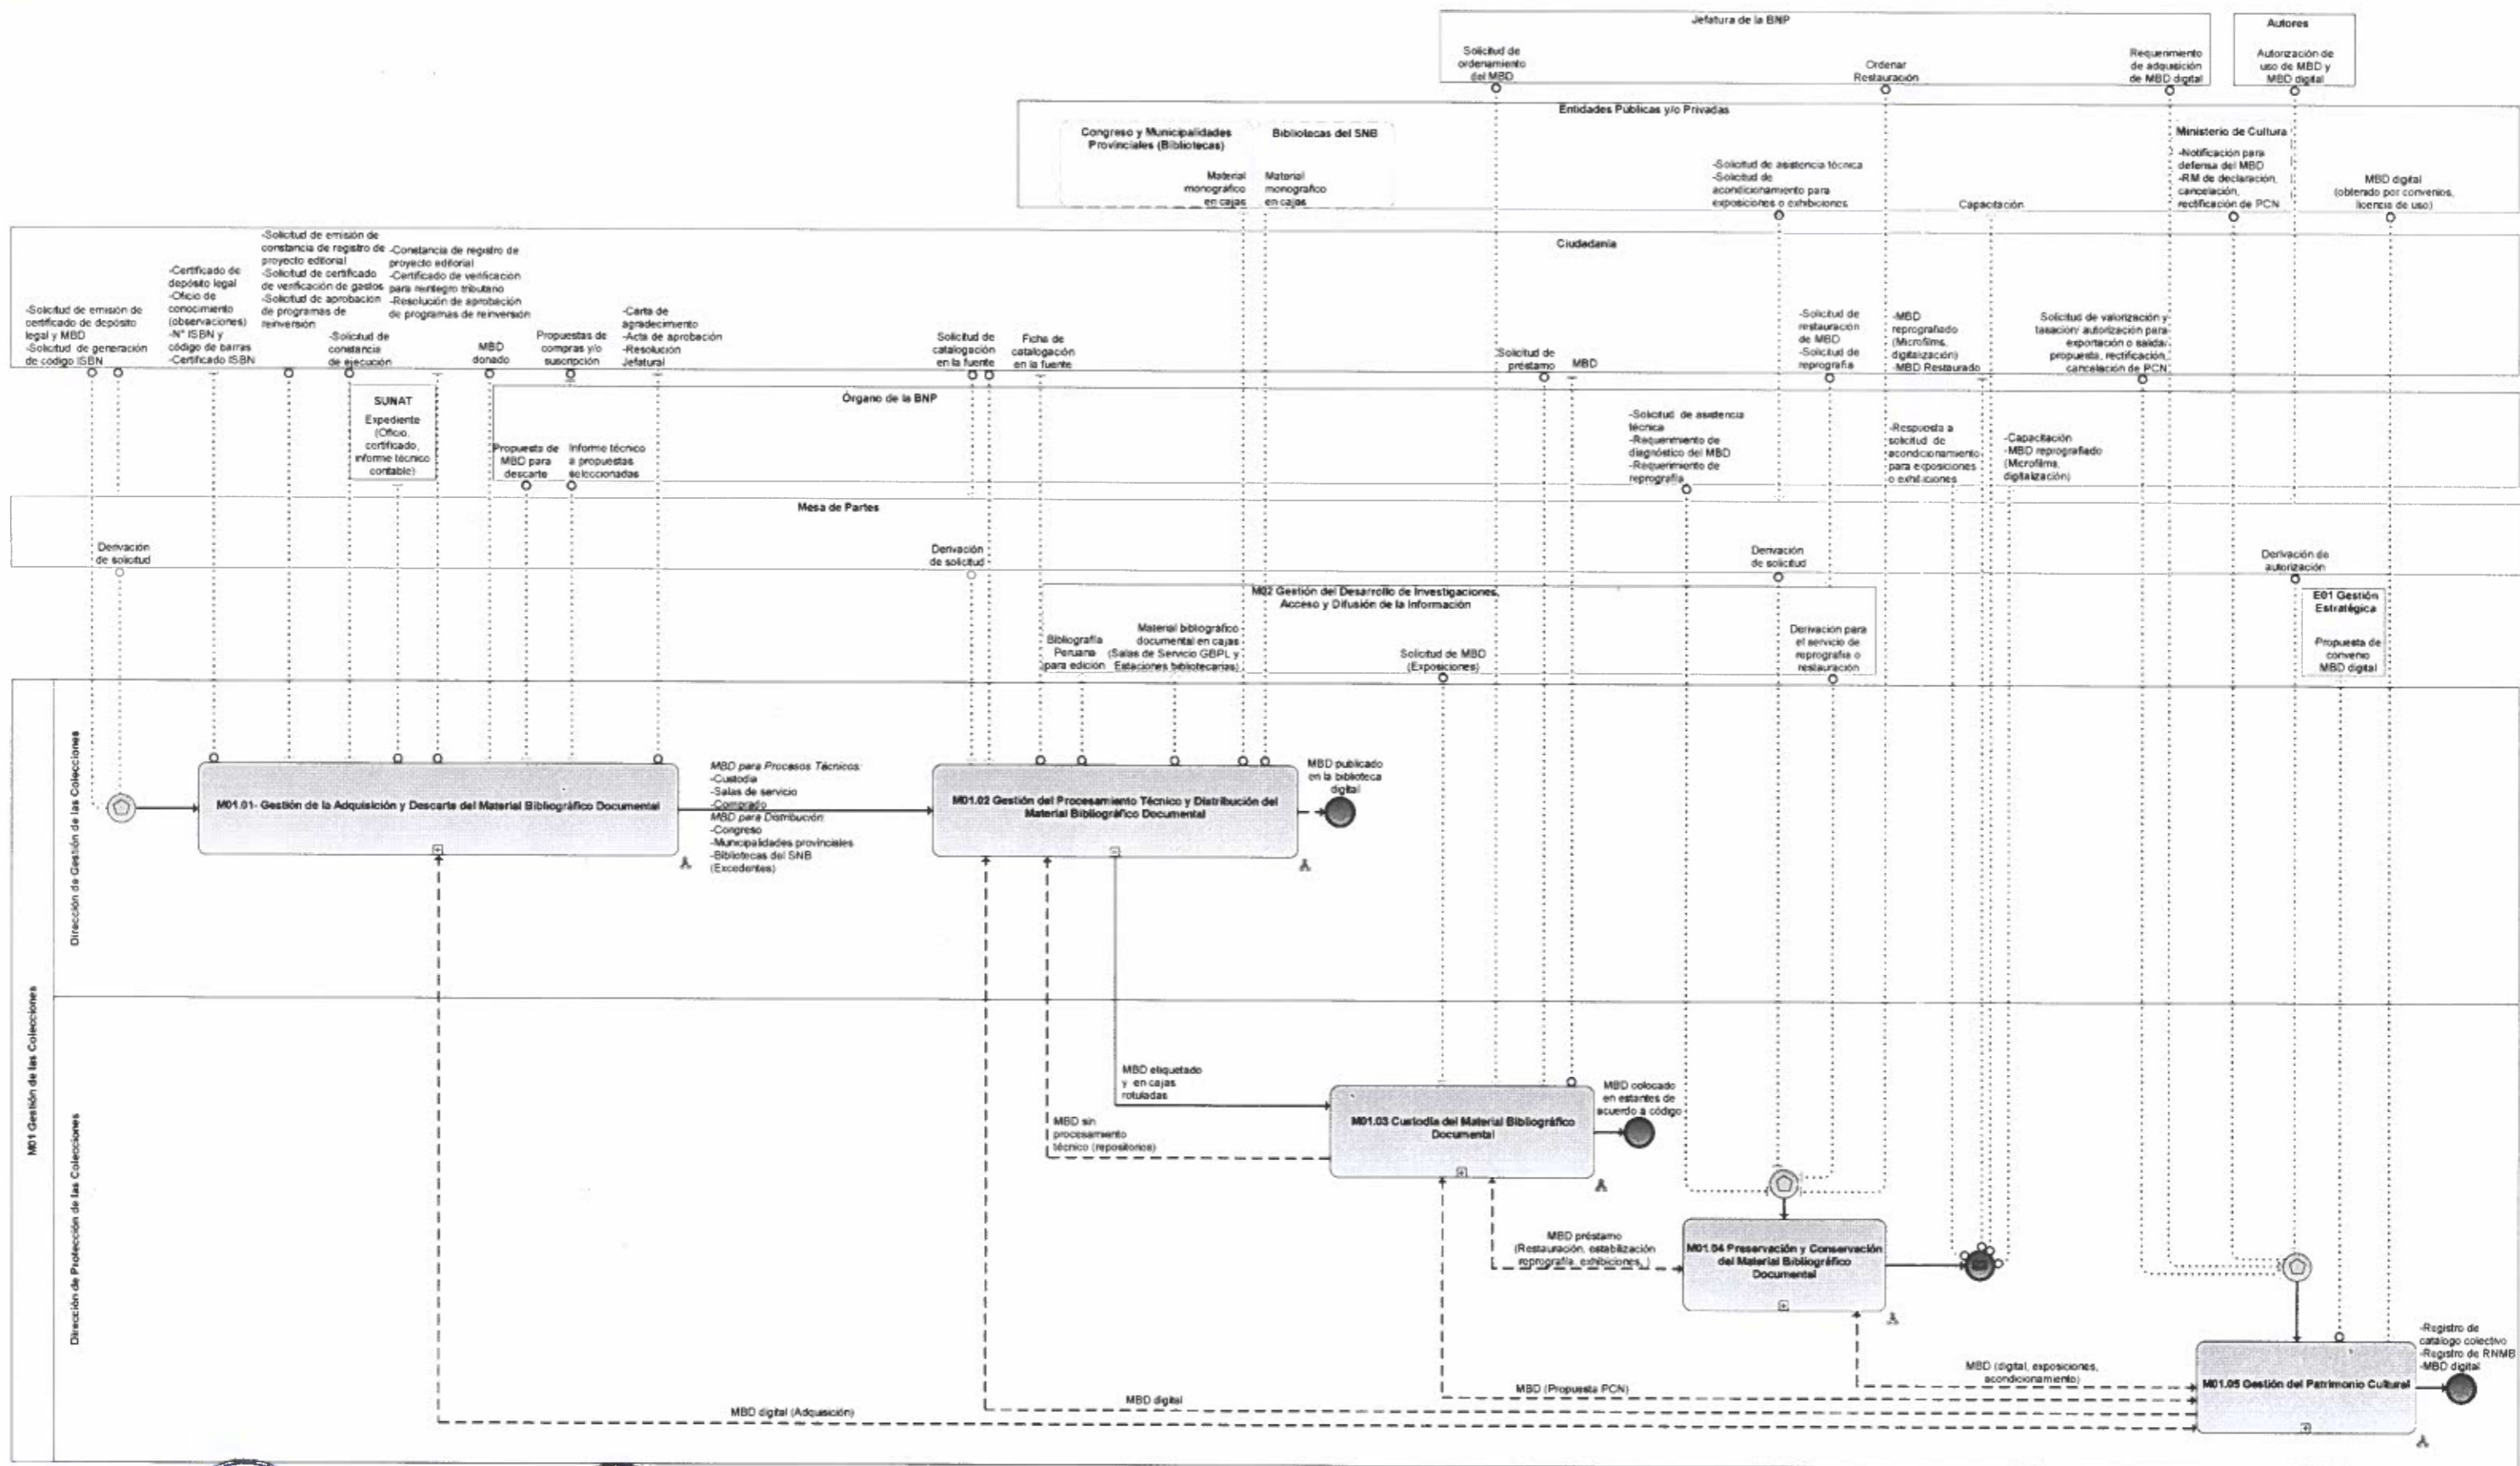 Jefatura de la BNP
Solicitud de
ordenamiento
del MBD
Ordenar
Restauración
Requerimiento
de adquisición
de MBD digital
Autores
Autorización de
uso de MBD y
MBD digital
Entidades Públicas y/o Privadas
Congreso y Municipalidades
Provinciales (Bibliotecas)
Material
monográfico
en cajas
Bibliotecas del SNB
Material
monografico
en cajas
-Solicitud de asistencia técnica
-Solicitud de
acondicionamiento para
exposiciones o exhibiciones
Capacitación
Ministerio de Cultura
-Notificación para
defensa del MBD
-RM de declaración,
cancelación,
rectificación de PCN
MBD digital
(obtenido por convenios,
licencia de uso)
Ciudadanía
-Solicitud de emisión de
certificado de depósito
legal y MBD
-Solicitud de generación
de código ISBN
-Certificado de
depósito legal
-Oficio de
conocimiento
(observaciones)
-N° ISBN y
código de barras
-Certificado ISBN
-Solicitud de emisión de
constancia de registro de
proyecto editorial
-Solicitud de certificado
de verificación de gastos
-Solicitud de aprobación
de programas de
reinversión
-Solicitud de
constancia
de ejecución
-Constancia de registro de
proyecto editorial
-Certificado de verificación
para reintegro tributario
-Resolución de aprobación
de programas de reinversión
MBD
donado
Propuestas de
compras y/o
suscripción
-Carta de
agradecimiento
-Acta de aprobación
-Resolución
Jefatural
Solicitud de
catalogación
en la fuente
Ficha de
catalogación
en la fuente
Solicitud de
préstamo
MBD
-Solicitud de
restauración
de MBD
-Solicitud de
reprografía
-MBD
reprografiado
(Microfilms,
digitalización)
-MBD Restaurado
Solicitud de valorización y
tasación/ autorización para
exportación o salida/
propuesta, rectificación,
cancelación de PCN
SUNAT
Expediente
(Oficio,
certificado,
informe técnico
contable)
Órgano de la BNP
Propuesta de
MBD para
descarte
Informe técnico
a propuestas
seleccionadas
-Solicitud de asistencia
técnica
-Requerimiento de
diagnóstico del MBD
-Requerimiento de
reprografía
-Respuesta a
solicitud de
acondicionamiento
para exposiciones
o exhibiciones
-Capacitación
-MBD reprografiado
(Microfilms,
digitalización)
Mesa de Partes
Derivación
de solicitud
Derivación
de solicitud
Derivación
de solicitud
Derivación de
autorización
M02 Gestión del Desarrollo de Investigaciones,
Acceso y Difusión de la Información
Bibliografía
Peruana
(para edición
Material bibliográfico
documental en cajas
(Salas de Servicio GBPL y
Estaciones bibliotecarias)
Solicitud de MBD
(Exposiciones)
Derivación para
el servicio de
reprografía o
restauración
E01 Gestión
Estratégica
Propuesta de
convenio
MBD digital
M01 Gestión de las Colecciones
Dirección de Gestión de las Colecciones
M01.01- Gestión de la Adquisición y Descarte del Material Bibliográfico Documental
MBD para Procesos Técnicos:
-Custodia
-Salas de servicio
-Comprado
MBD para Distribución:
-Congreso
-Municipalidades provinciales
-Bibliotecas del SNB
(Excedentes)
M01.02 Gestión del Procesamiento Técnico y Distribución del
Material Bibliográfico Documental
MBD publicado
en la biblioteca
digital
Dirección de Protección de las Colecciones
MBD etiquetado
y en cajas
rotuladas
MBD sin
procesamiento
técnico (repositorios)
M01.03 Custodia del Material Bibliográfico
Documental
MBD colocado
en estantes de
acuerdo a código
MBD préstamo
(Restauración, estabilización
reprografía, exhibiciones, )
M01.04 Preservación y Conservación
del Material Bibliográfico
Documental
MBD (digital, exposiciones,
acondicionamiento)
MBD (Propuesta PCN)
MBD digital
MBD digital (Adquisición)
M01.05 Gestión del Patrimonio Cultural
-Registro de
catálogo colectivo
-Registro de RNMB
-MBD digital